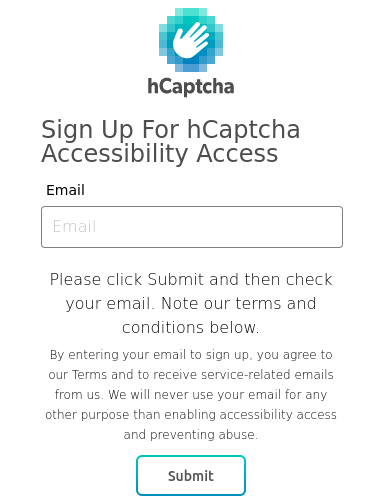 hCaptcha
Sign Up For hCaptcha
Accessibility Access
Email
Email
Please click Submit and then check
your email. Note our terms and
conditions below.
By entering your email to sign up, you agree to
our Terms and to receive service-related emails
from us. We will never use your email for any
other purpose than enabling accessibility access
and preventing abuse.
Submit